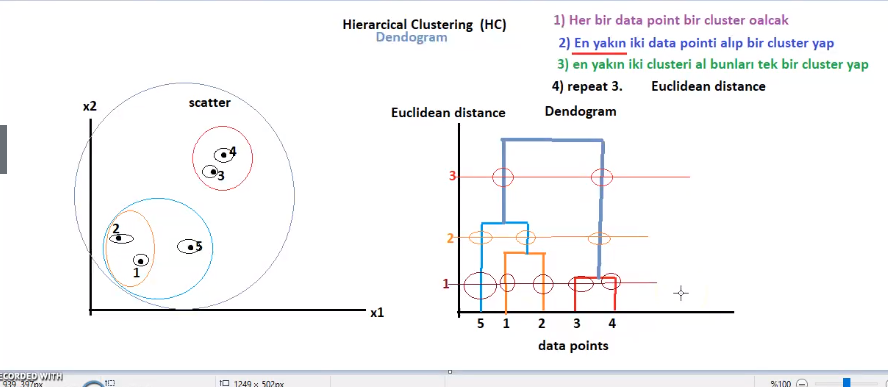 Hierarcical Clustering (HC)
Dendogram
1) Her bir data point bir cluster oalcak
2) En yakın iki data pointi alıp bir cluster yap
3) en yakın iki clusteri al bunları tek bir cluster yap
4) repeat 3. Euclidean distance
x2
scatter
4
3
2
1
5
x1
Euclidean distance
Dendogram
3
2
1
5 1 2 3 4
data points
ECORDED WITH
939, 397px
1249 × 502px
%100